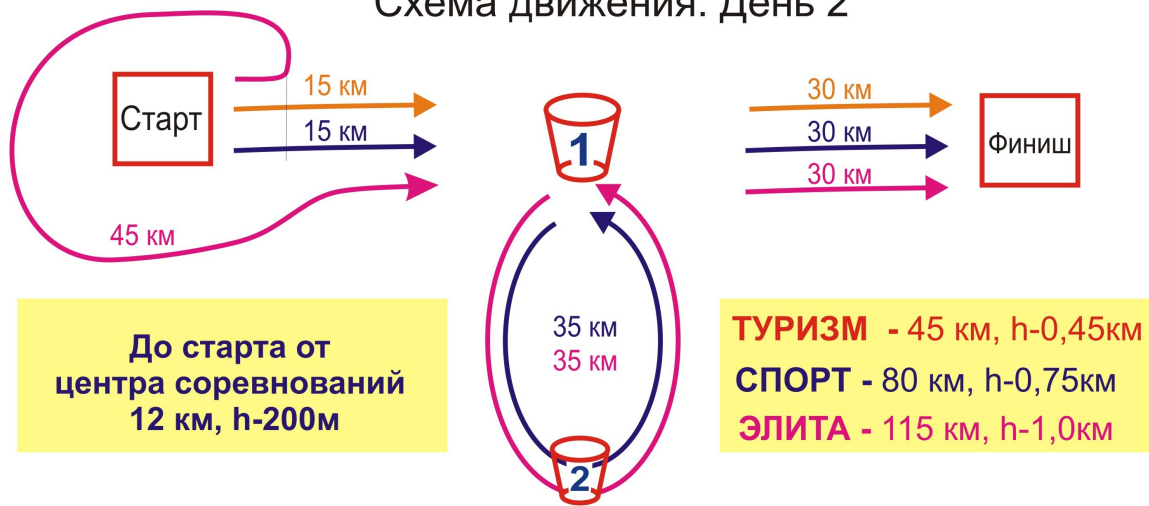 Схема движения. День 2
Старт
15 км
15 км
45 км
1
30 км
30 км
30 км
Финиш
35 км
35 км
2
До старта от
центра соревнований
12 км, h-200м
ТУРИЗМ - 45 км, h-0,45км
СПОРТ - 80 км, h-0,75км
ЭЛИТА - 115 км, h-1,0км